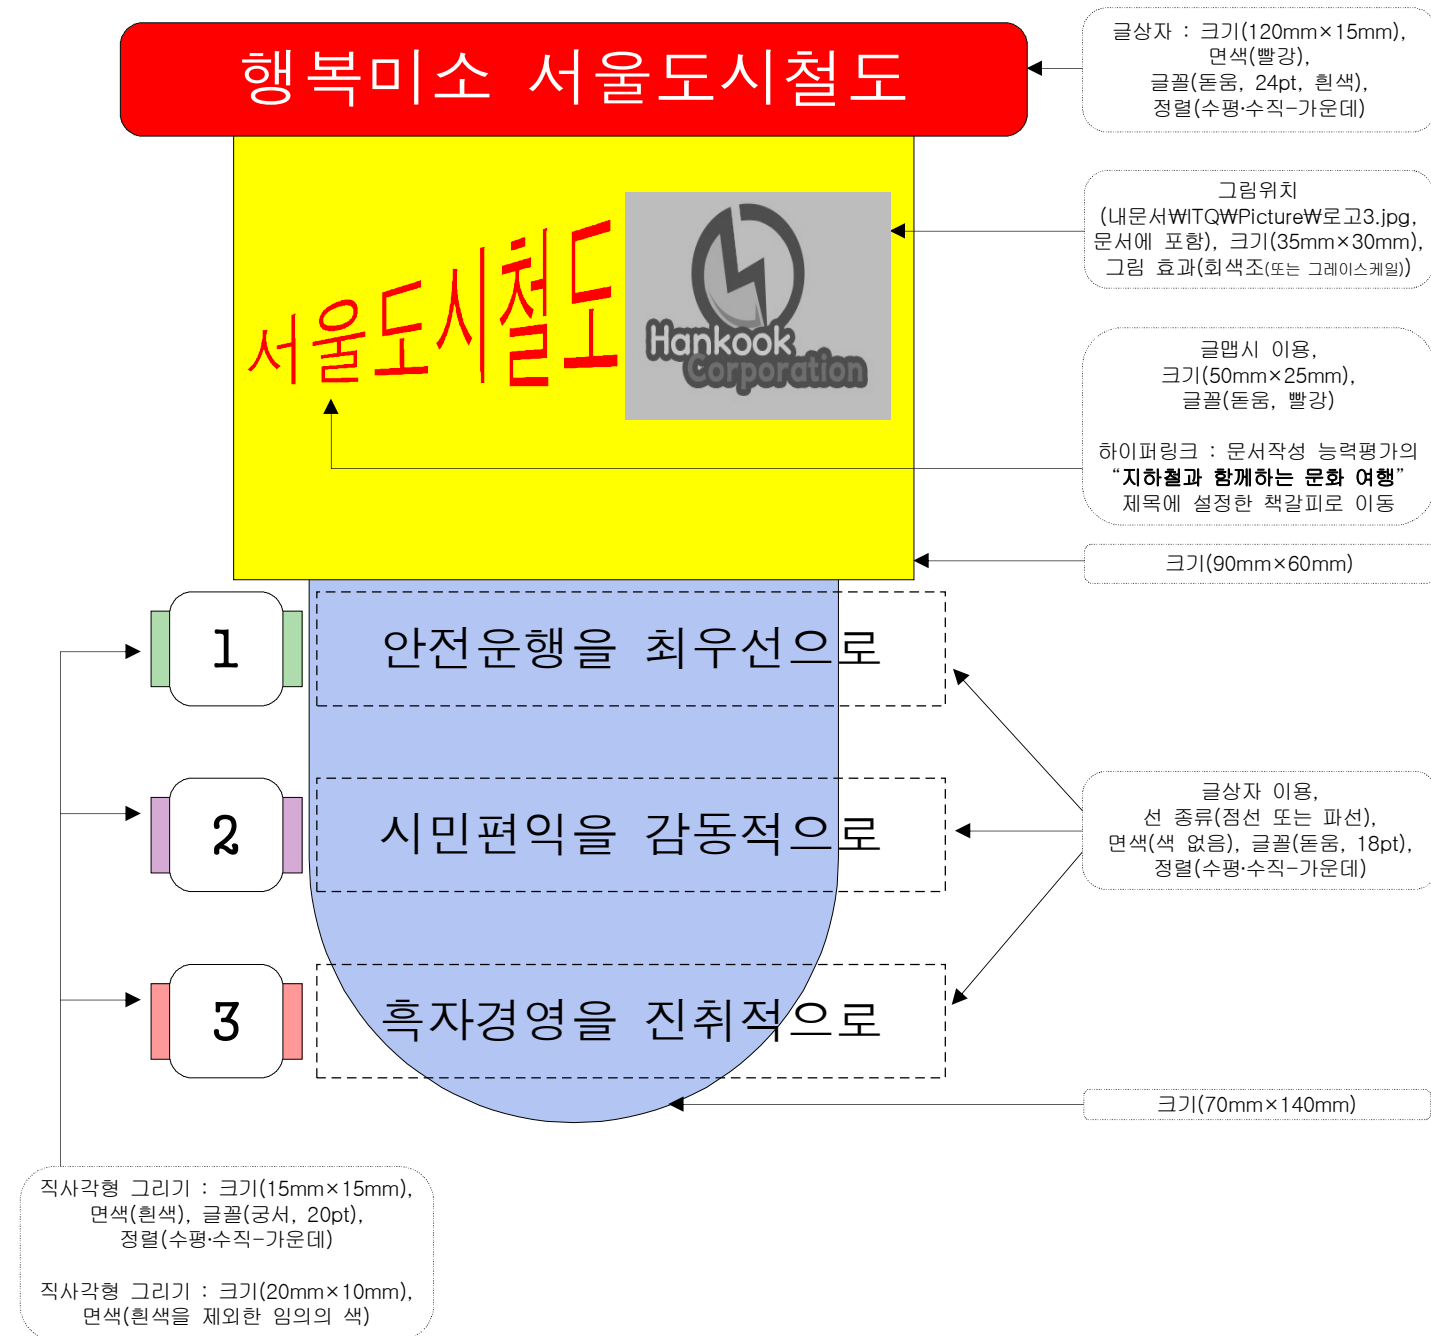 행복미소 서울도시철도
글상자 : 크기(120mm×15mm),
면색(빨강),
글꼴(돋움, 24pt, 흰색),
정렬(수평·수직-가운데)
서울도시철도
Hankook
Corporation
그림위치
(내문서₩ITQ₩Picture₩로고3.jpg,
문서에 포함), 크기(35mm×30mm),
그림 효과(회색조(또는 그레이스케일))
글맵시 이용,
크기(50mm×25mm),
글꼴(돋움, 빨강)
하이퍼링크 : 문서작성 능력평가의
“지하철과 함께하는 문화 여행”
제목에 설정한 책갈피로 이동
크기(90mm×60mm)
1 안전운행을 최우선으로
2 시민편익을 감동적으로
3 흑자경영을 진취적으로
글상자 이용,
선 종류(점선 또는 파선),
면색(색 없음), 글꼴(돋움, 18pt),
정렬(수평·수직-가운데)
크기(70mm×140mm)
직사각형 그리기 : 크기(15mm×15mm),
면색(흰색), 글꼴(궁서, 20pt),
정렬(수평·수직-가운데)
직사각형 그리기 : 크기(20mm×10mm),
면색(흰색을 제외한 임의의 색)